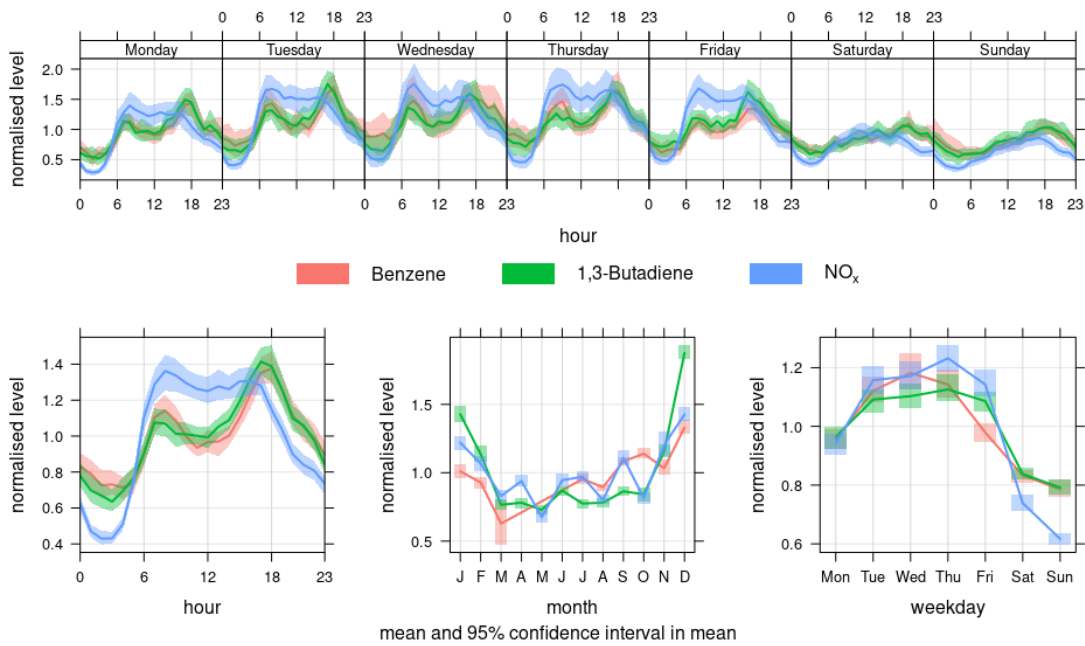 0 6 12 18 23 0 6 12 18 23 0 6 12 18 23
Monday Tuesday Wednesday Thursday Friday Saturday Sunday
normalised level
2.0
1.5
1.0
0.5
0 6 12 18 23 0 6 12 18 23 0 6 12 18 23 0 6 12 18 23
hour
Benzene 1,3-Butadiene NOx
normalised level
1.4
1.2
1.0
0.8
0.6
0.4
0 6 12 18 23
hour
normalised level
1.5
1.0
0.5
J F M A M J J A S O N D
month
normalised level
1.2
1.0
0.8
0.6
Mon Tue Wed Thu Fri Sat Sun
weekday
mean and 95% confidence interval in mean